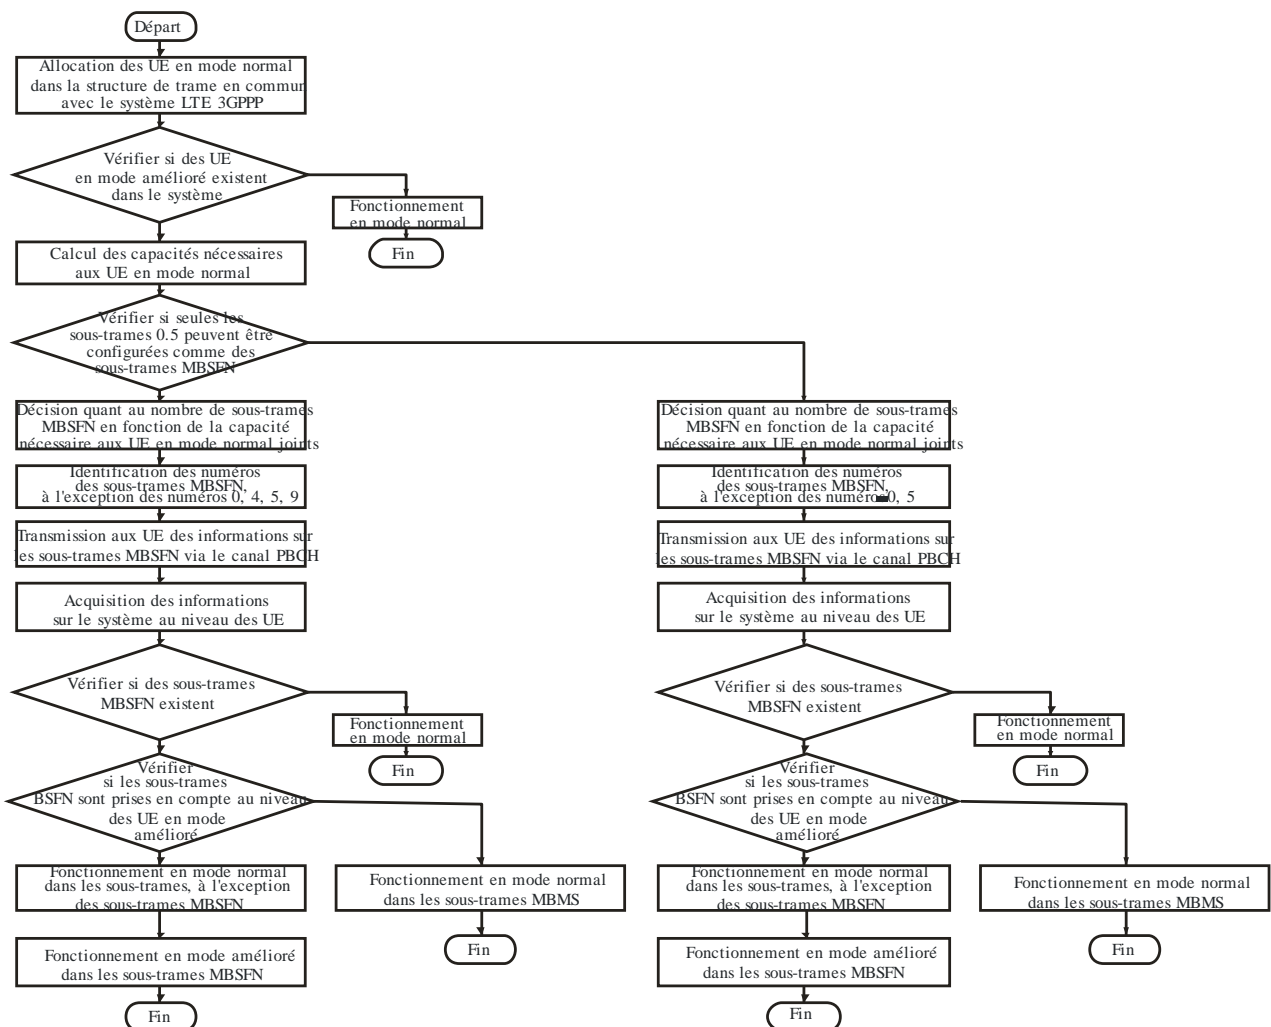 Départ
Allocation des UE en mode normal
dans la structure de trame en commun
avec le système LTE 3GPPP
Vérifier si des UE
en mode amélioré existent
dans le système
Fonctionnement
en mode normal
Fin
Calcul des capacités nécessaires
aux UE en mode normal
Vérifier si seules les
sous-trames 0.5 peuvent être
configurées comme des
sous-trames MBSFN
Décision quant au nombre de sous-trames
MBSFN en fonction de la capacité
nécessaire aux UE en mode normal joints
Identification des numéros
des sous-trames MBSFN,
à l'exception des numéros 0, 4, 5, 9
Transmission aux UE des informations sur
les sous-trames MBSFN via le canal PBCH
Acquisition des informations
sur le système au niveau des UE
Vérifier si des sous-trames
MBSFN existent
Fonctionnement
en mode normal
Fin
Vérifier
si les sous-trames
BSFN sont prises en compte au niveau
des UE en mode
amélioré
Fonctionnement en mode normal
dans les sous-trames, à l'exception
des sous-trames MBSFN
Fonctionnement en mode normal
dans les sous-trames MBMS
Fin
Fonctionnement en mode amélioré
dans les sous-trames MBSFN
Fin
Décision quant au nombre de sous-trames
MBSFN en fonction de la capacité
nécessaire aux UE en mode normal joints
Identification des numéros
des sous-trames MBSFN,
à l'exception des numéros 0, 5
Transmission aux UE des informations sur
les sous-trames MBSFN via le canal PBCH
Acquisition des informations
sur le système au niveau des UE
Vérifier si des sous-trames
MBSFN existent
Fonctionnement
en mode normal
Fin
Vérifier
si les sous-trames
BSFN sont prises en compte au niveau
des UE en mode
amélioré
Fonctionnement en mode normal
dans les sous-trames, à l'exception
des sous-trames MBSFN
Fonctionnement en mode normal
dans les sous-trames MBMS
Fin
Fonctionnement en mode amélioré
dans les sous-trames MBSFN
Fin